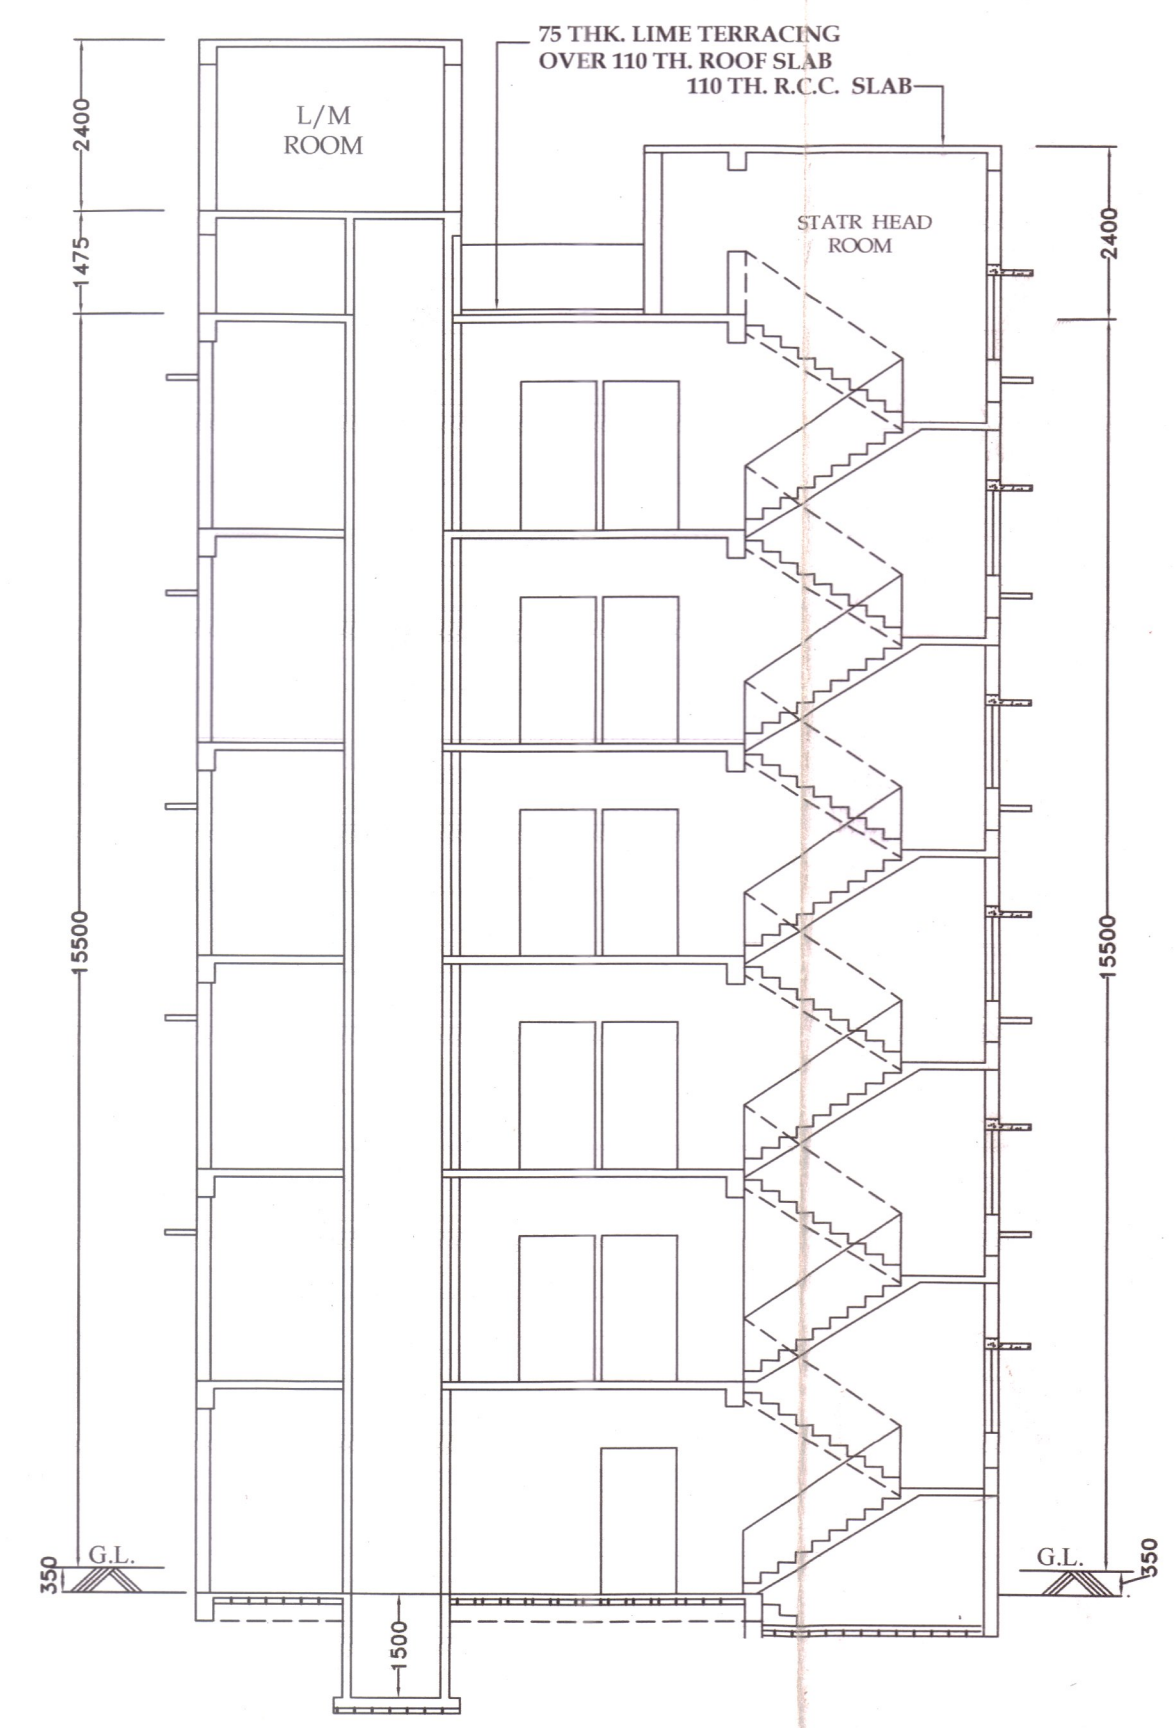 75 THK. LIME TERRACING
OVER 110 TH. ROOF SLAB
110 TH. R.C.C. SLAB
L/M
ROOM
STATR HEAD
ROOM
2400
1475
15500
350
G.L.
2400
15500
G.L.
350
1500